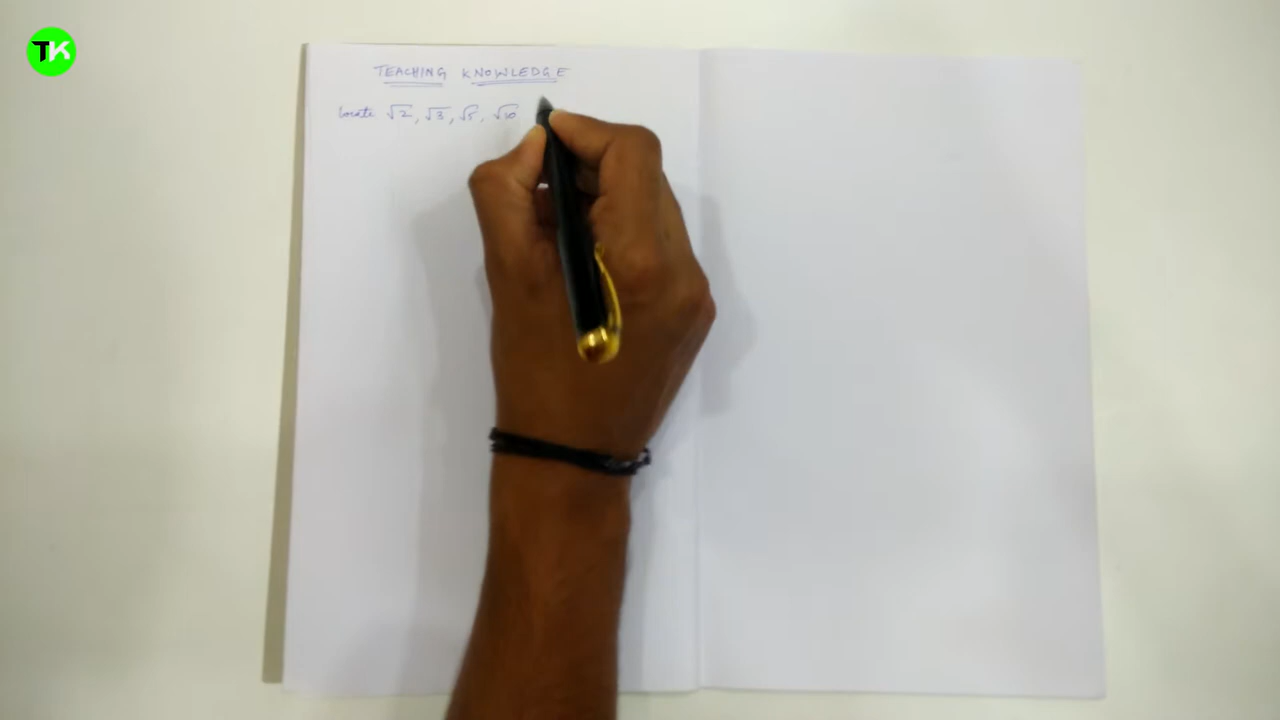 TK
TEACHING KNOWLEDGE
Locate √2, √3, √5, √10